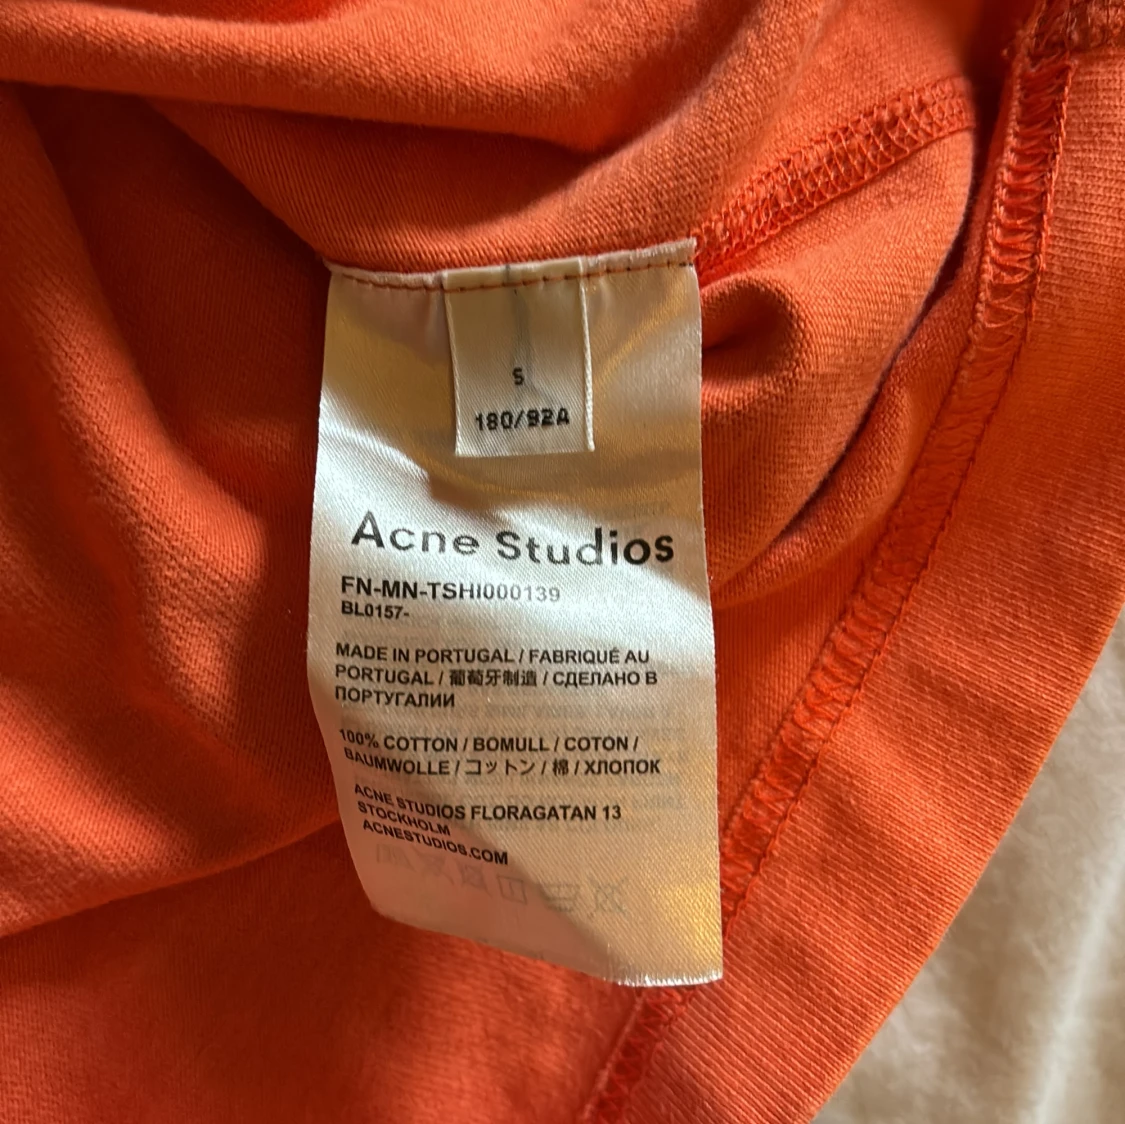 S
180/92A
Acne Studios
FN-MN-TSHI000139
BL0157-
MADE IN PORTUGAL / FABRIQUÉ AU
PORTUGAL / 葡萄牙制造 / СДЕЛАНО В
ПОРТУГАЛИИ
100% COTTON / BOMULL / COTON /
BAUMWOLLE / コットン / 棉 / ХЛОПОК
ACNE STUDIOS FLORAGATAN 13
STOCKHOLM
ACNESTUDIOS.COM